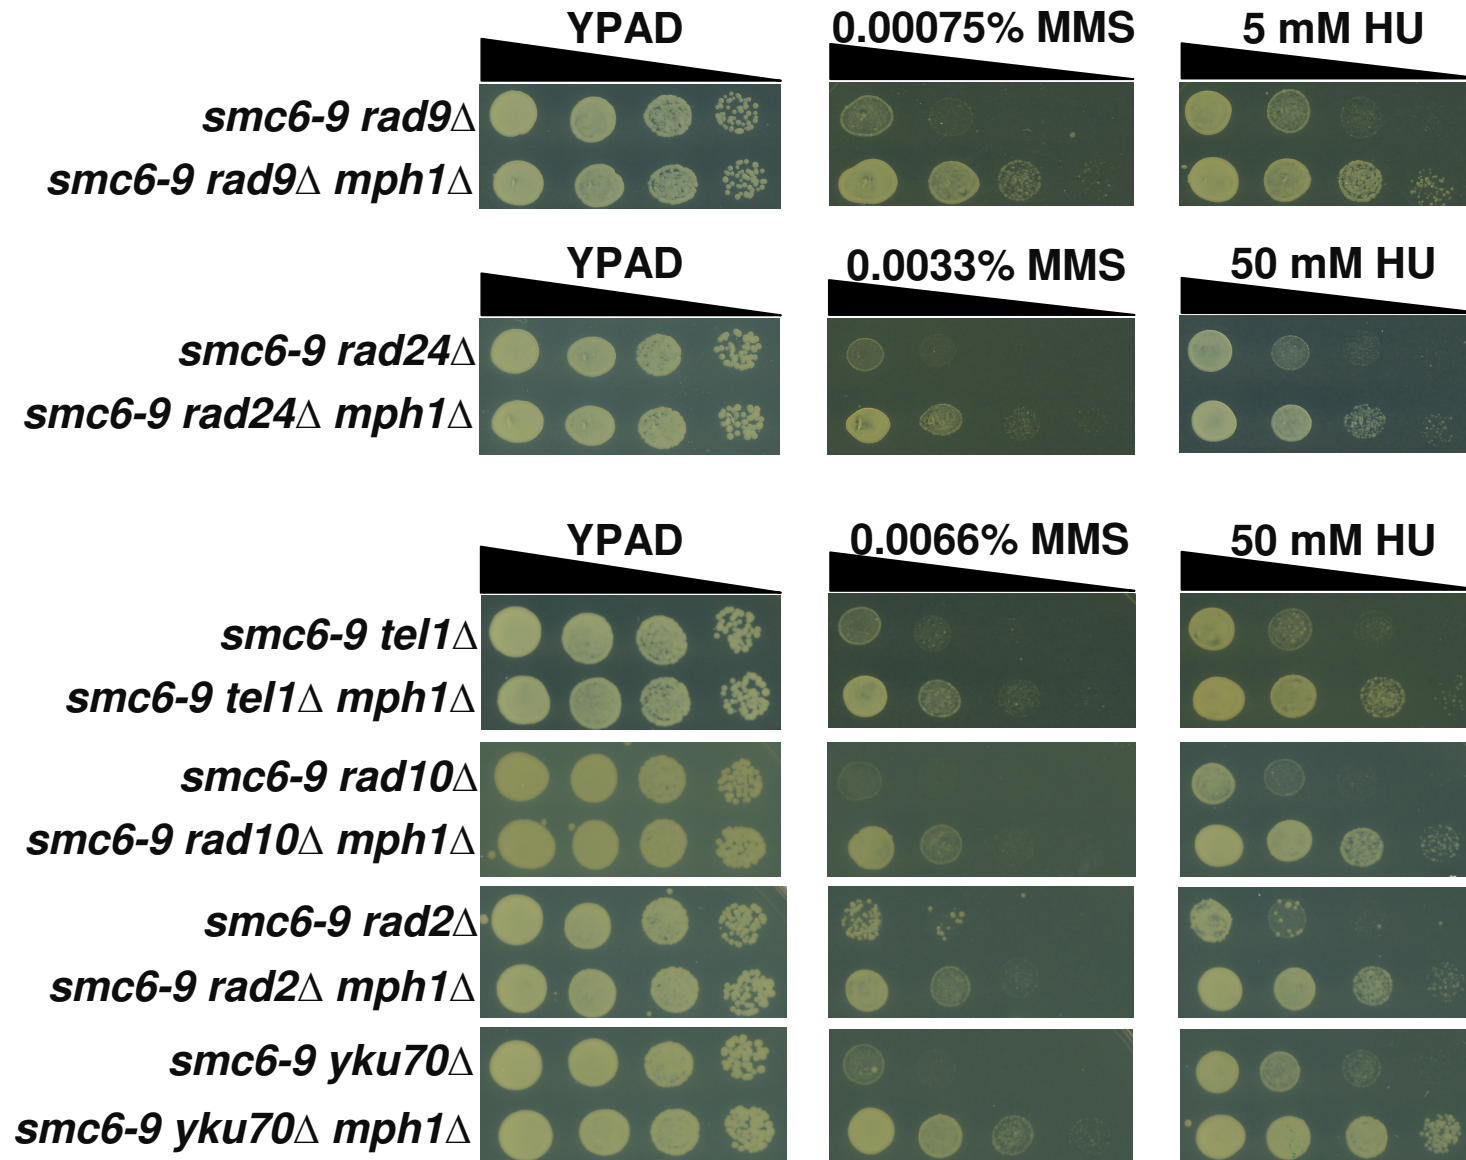 YPAD 0.00075% MMS 5 mM HU
smc6-9 rad9Δ
smc6-9 rad9Δ mph1Δ
YPAD 0.0033% MMS 50 mM HU
smc6-9 rad24Δ
smc6-9 rad24Δ mph1Δ
YPAD 0.0066% MMS 50 mM HU
smc6-9 tel1Δ
smc6-9 tel1Δ mph1Δ
smc6-9 rad10Δ
smc6-9 rad10Δ mph1Δ
smc6-9 rad2Δ
smc6-9 rad2Δ mph1Δ
smc6-9 yku70Δ
smc6-9 yku70Δ mph1Δ